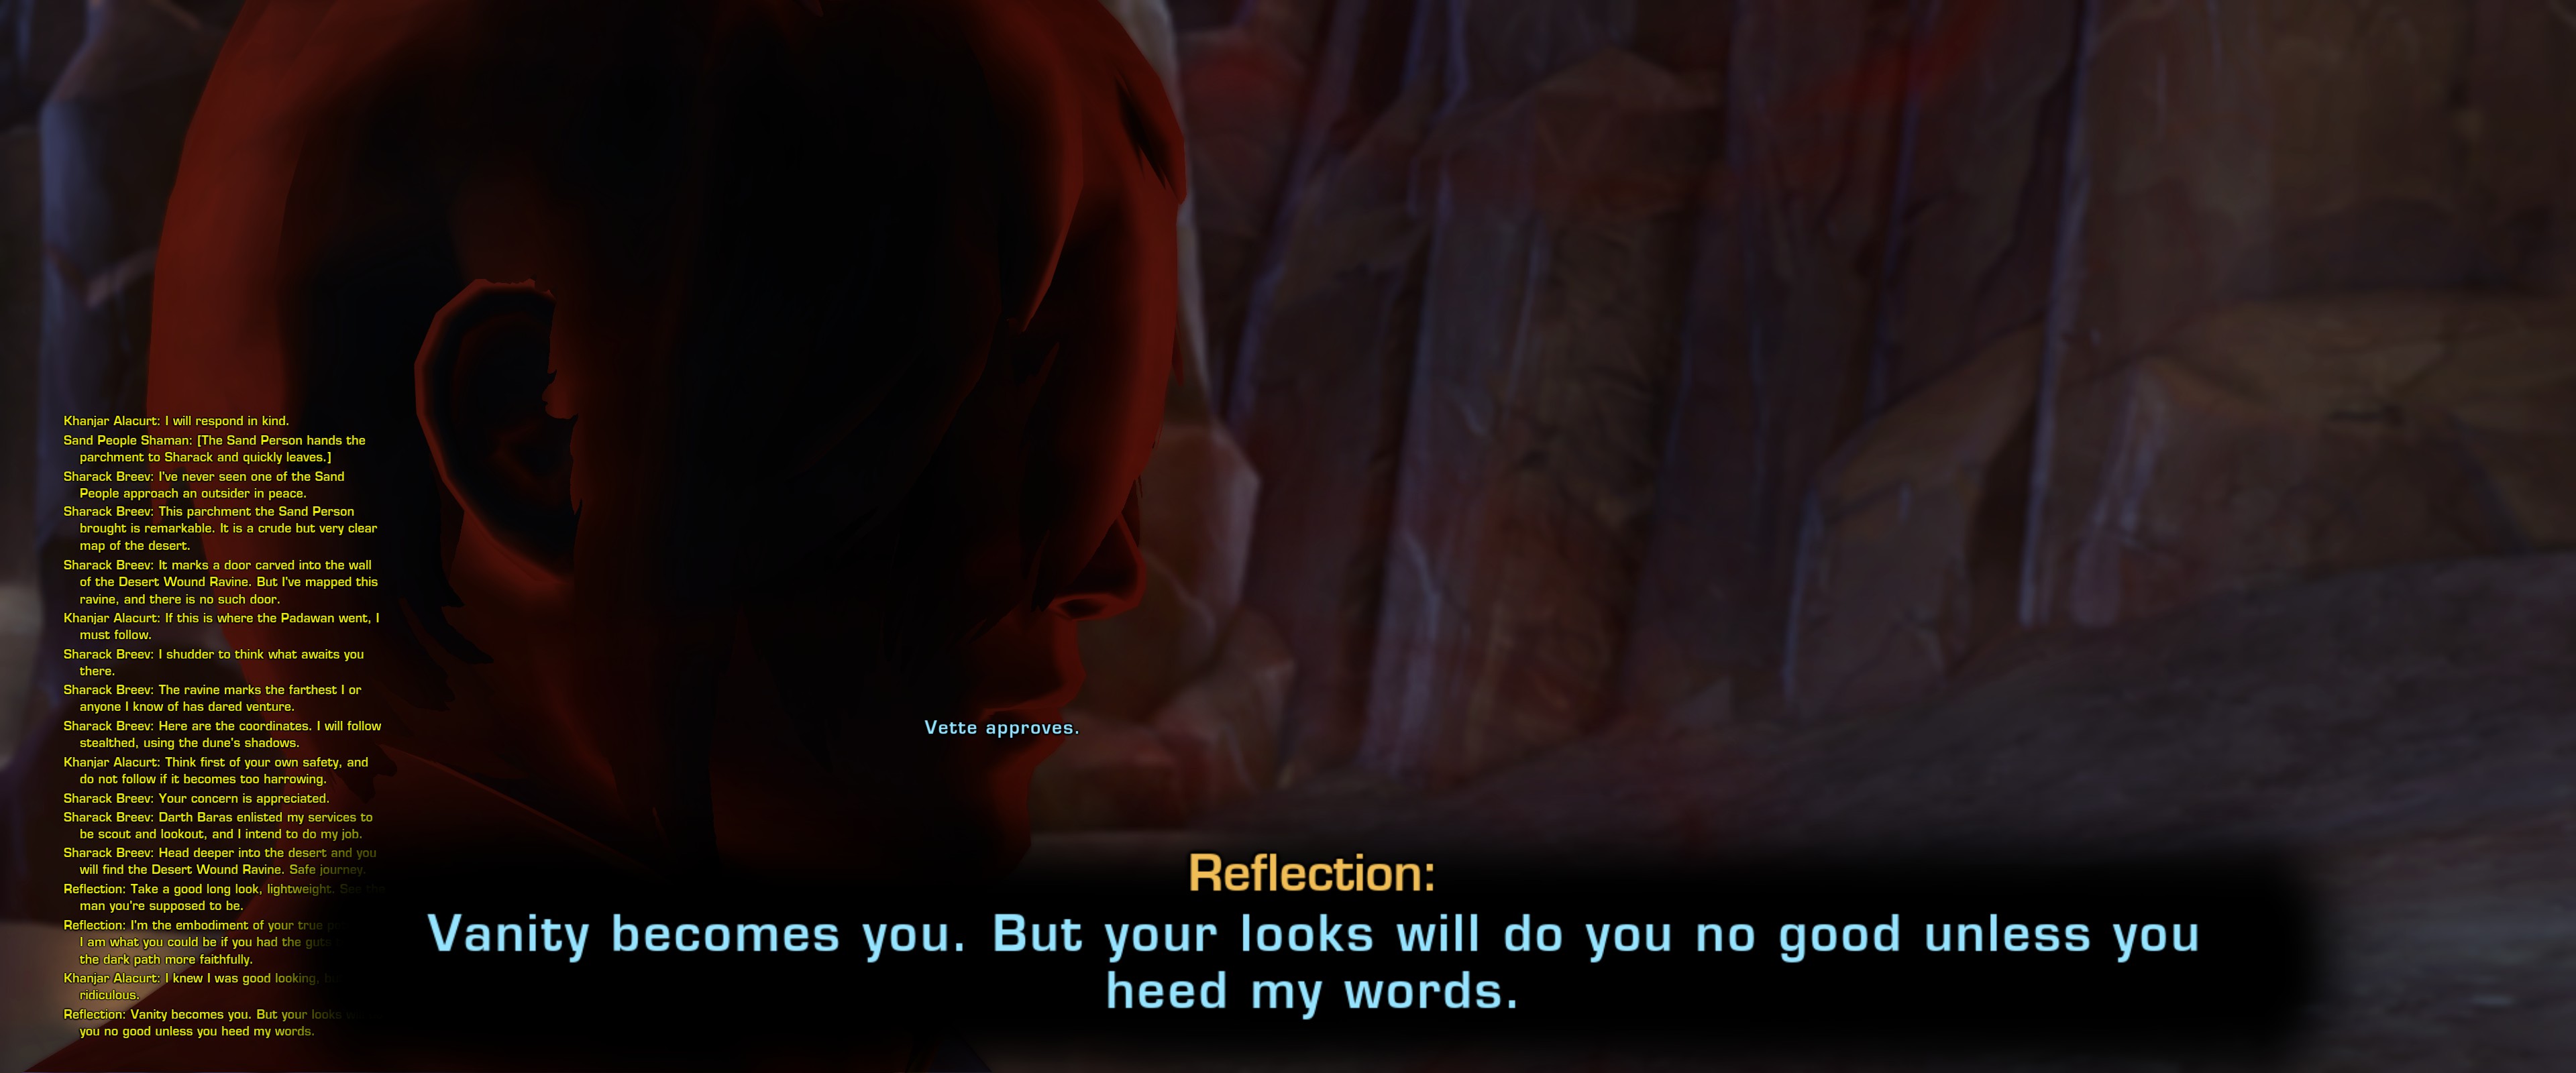 Khanjar Alacurt: I will respond in kind.
Sand People Shaman: [The Sand Person hands the
parchment to Sharack and quickly leaves.]
Sharack Breev: I've never seen one of the Sand
People approach an outsider in peace.
Sharack Breev: This parchment the Sand Person
brought is remarkable. It is a crude but very clear
map of the desert.
Sharack Breev: It marks a door carved into the wall
of the Desert Wound Ravine. But I've mapped this
ravine, and there is no such door.
Khanjar Alacurt: If this is where the Padawan went, I
must follow.
Sharack Breev: I shudder to think what awaits you
there.
Sharack Breev: The ravine marks the farthest I or
anyone I know of has dared venture.
Sharack Breev: Here are the coordinates. I will follow
stealthed, using the dune's shadows.
Khanjar Alacurt: Think first of your own safety, and
do not follow if it becomes too harrowing.
Sharack Breev: Your concern is appreciated.
Sharack Breev: Darth Baras enlisted my services to
be scout and lookout, and I intend to do my job.
Sharack Breev: Head deeper into the desert and you
will find the Desert Wound Ravine. Safe journey.
Reflection: Take a good long look, lightweight. See the
man you're supposed to be.
Reflection: I'm the embodiment of your true
I am what you could be if you had the guts
the dark path more faithfully.
Khanjar Alacurt: I knew I was good looking,
ridiculous.
Reflection: Vanity becomes you. But your looks
you no good unless you heed my words.
Vette approves.
Reflection:
Vanity becomes you. But your looks will do you no good unless you
heed my words.